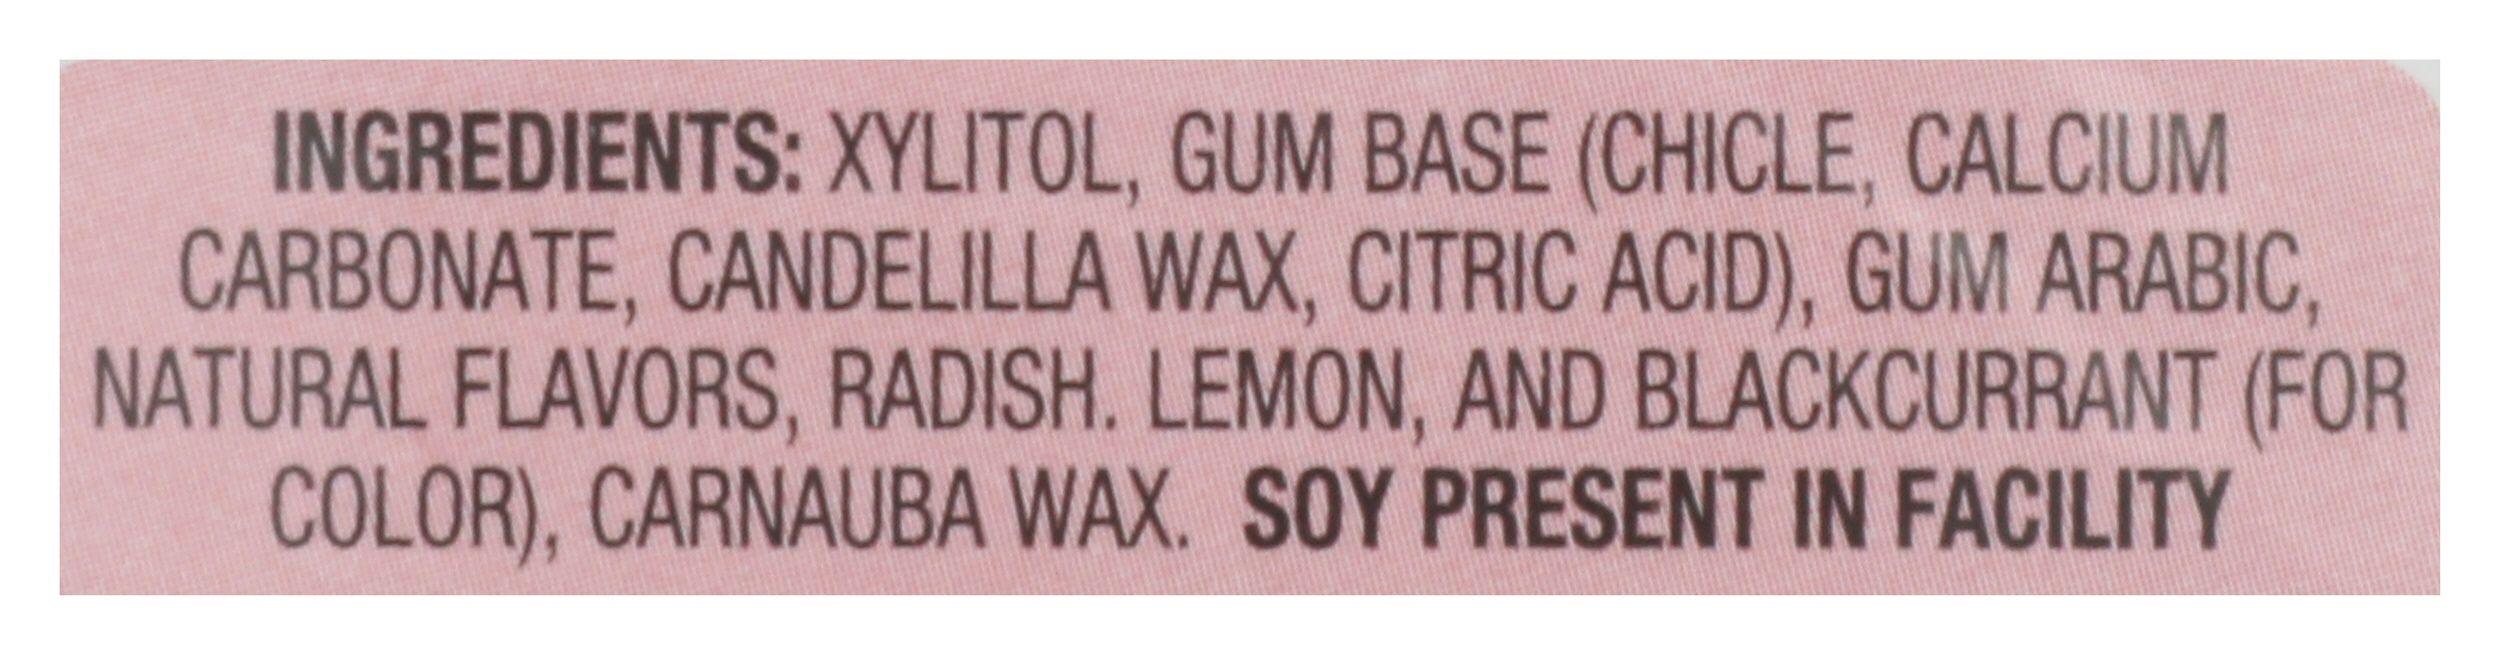 INGREDIENTS: XYLITOL, GUM BASE (CHICLE, CALCIUM
CARBONATE, CANDELILLA WAX, CITRIC ACID), GUM ARABIC,
NATURAL FLAVORS, RADISH. LEMON, AND BLACKCURRANT (FOR
COLOR), CARNAUBA WAX. SOY PRESENT IN FACILITY